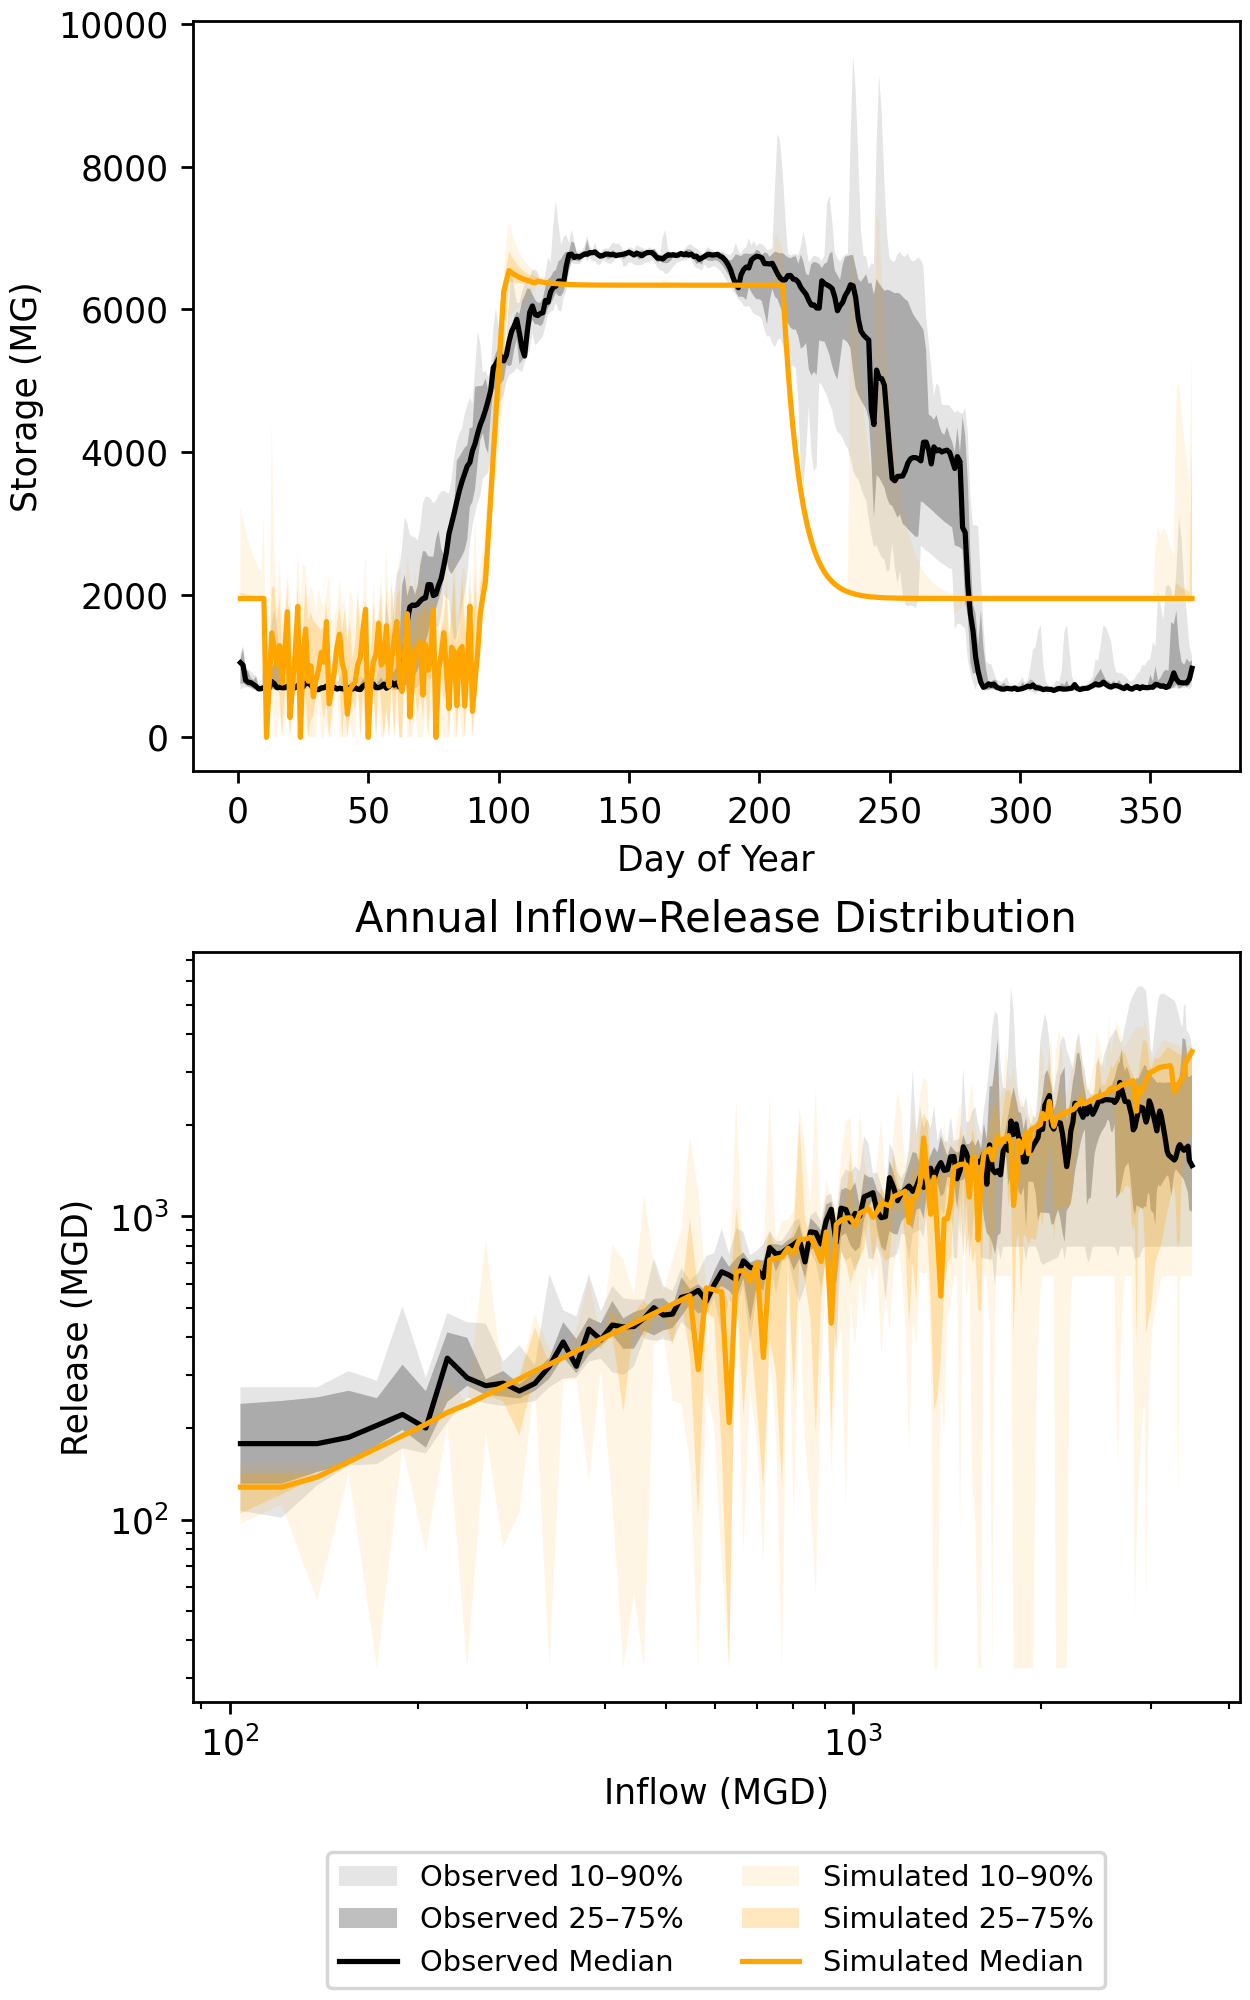 10000
8000
6000
4000
2000
0
Storage (MG)
0 50 100 150 200 250 300 350
Day of Year
Annual Inflow–Release Distribution
10³
10²
Release (MGD)
10² 10³
Inflow (MGD)
Observed 10–90% Simulated 10–90%
Observed 25–75% Simulated 25–75%
Observed Median Simulated Median